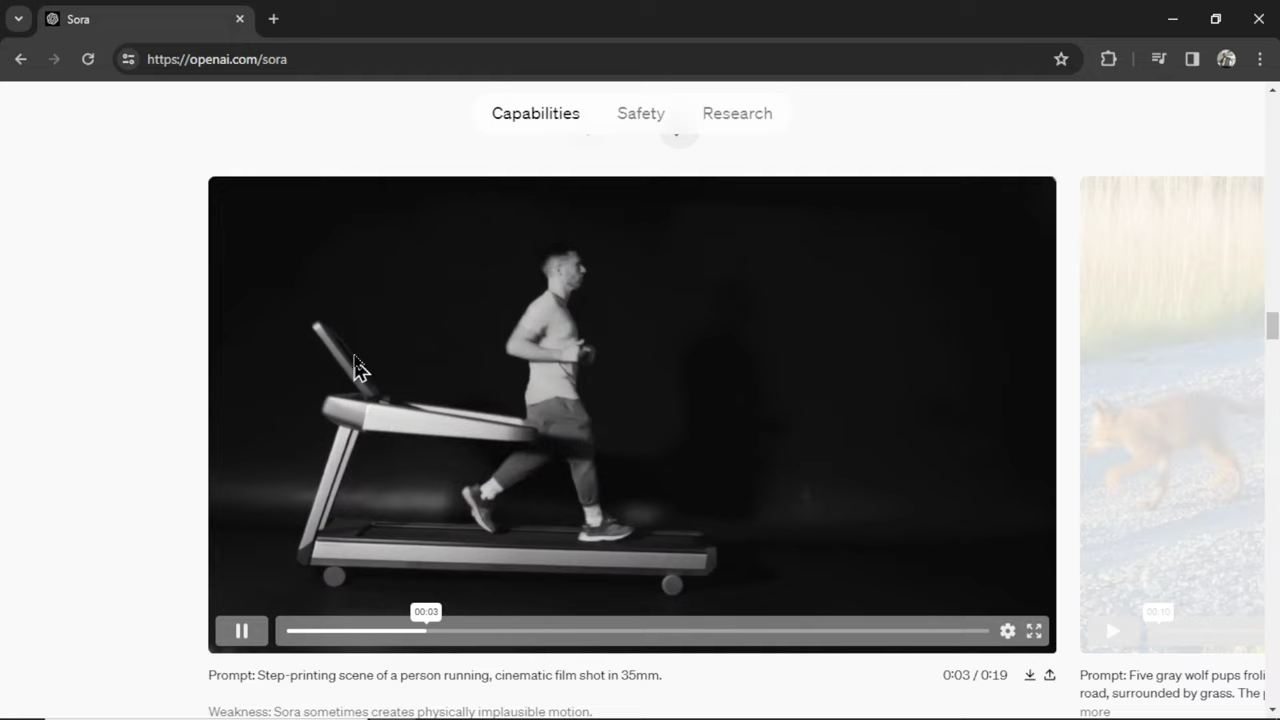 Sora
https://openai.com/sora
Capabilities Safety Research
00:03
00:10
Prompt: Step-printing scene of a person running, cinematic film shot in 35mm.
0:03 / 0:19
Weakness: Sora sometimes creates physically implausible motion.
Prompt: Five gray wolf pups froli
road, surrounded by grass. The p
more